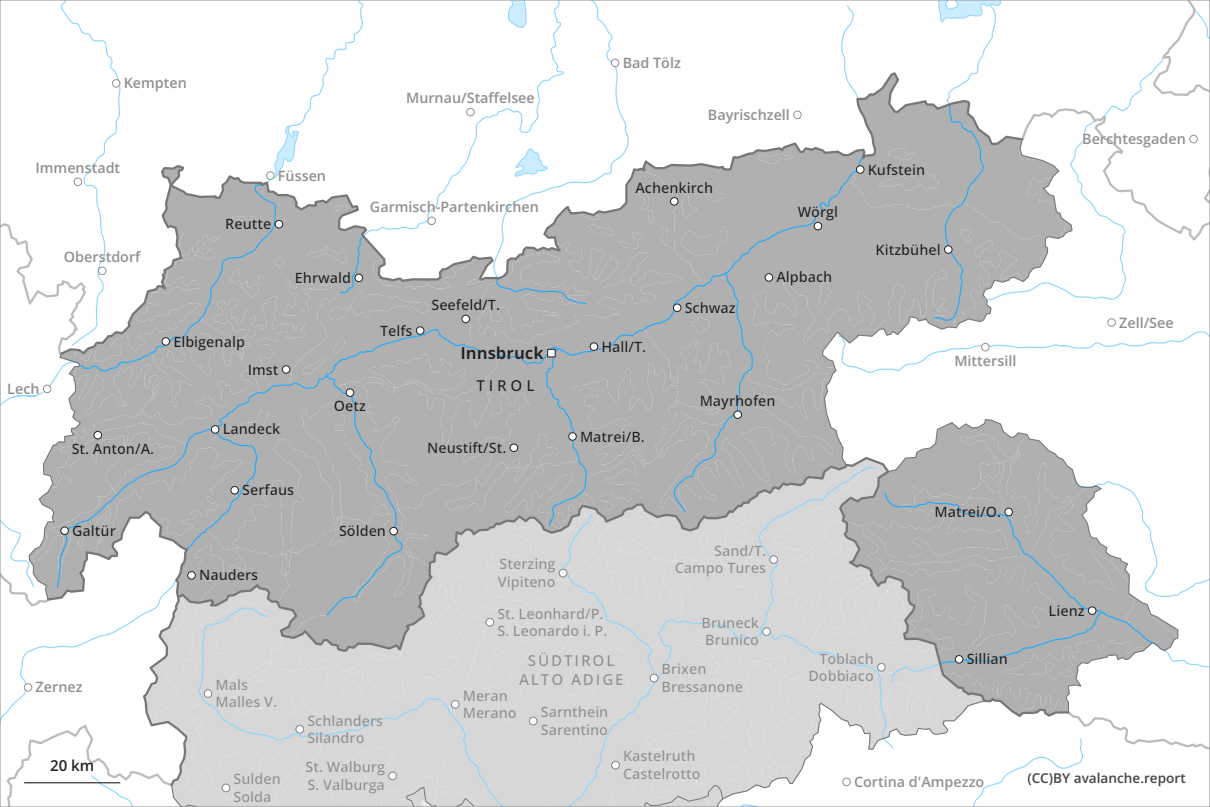 Kempten
Bad Tölz
Murnau/Staffelsee
Bayrischzell
Berchtesgaden
Immenstadt
Füssen
Kufstein
Achenkirch
Garmisch-Partenkirchen
Wörgl
Reutte
Kitzbühel
Oberstdorf
Ehrwald
Alpbach
Seefeld/T.
Schwaz
Zell/See
Telfs
Elbigenalp
Hall/T.
Innsbruck
Mittersill
Imst
TIROL
Lech
Oetz
Mayrhofen
Landeck
Matrei/B.
St. Anton/A.
Neustift/St.
Serfaus
Matrei/O.
Galtür
Sölden
Sand/T.
Campo Tures
Sterzing
Vipiteno
Nauders
Lienz
St. Leonhard/P.
S. Leonardo i. P.
Bruneck
Brunico
SÜDTIROL
ALTO ADIGE
Toblach
Dobbiaco
Sillian
Brixen
Bressanone
Zernez
Mals
Malles V.
Meran
Merano
Sarnthein
Sarentino
Schlanders
Silandro
Kastelruth
Castelrotto
20 km
St. Walburg
S. Valburga
Sulden
Solda
Cortina d'Ampezzo
(CC)BY avalanche.report